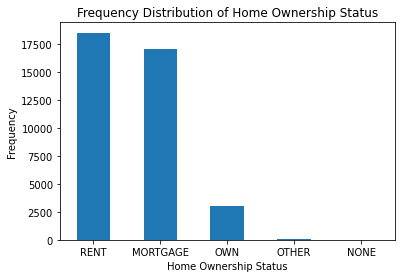 Frequency Distribution of Home Ownership Status
17500
15000
12500
10000
7500
5000
2500
0
Frequency
RENT MORTGAGE OWN OTHER NONE
Home Ownership Status